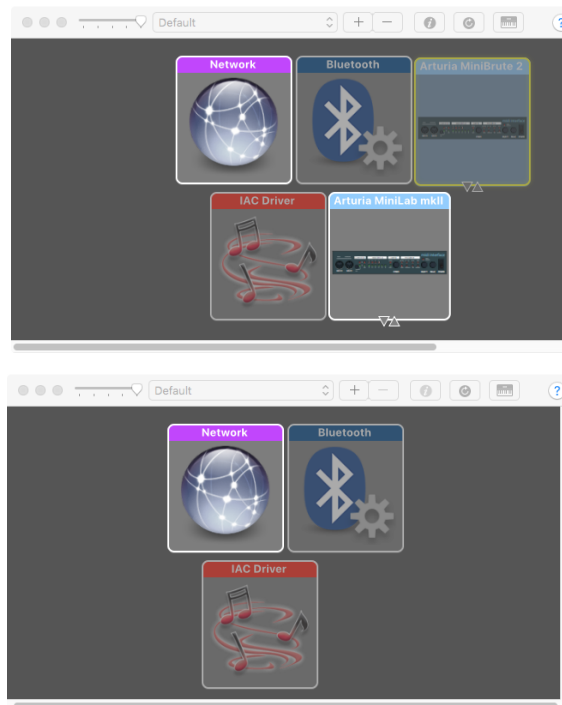 Default
?
Network
Bluetooth
Arturia MiniBrute 2
IAC Driver
Arturia MiniLab mkII
Default
?
Network
Bluetooth
IAC Driver